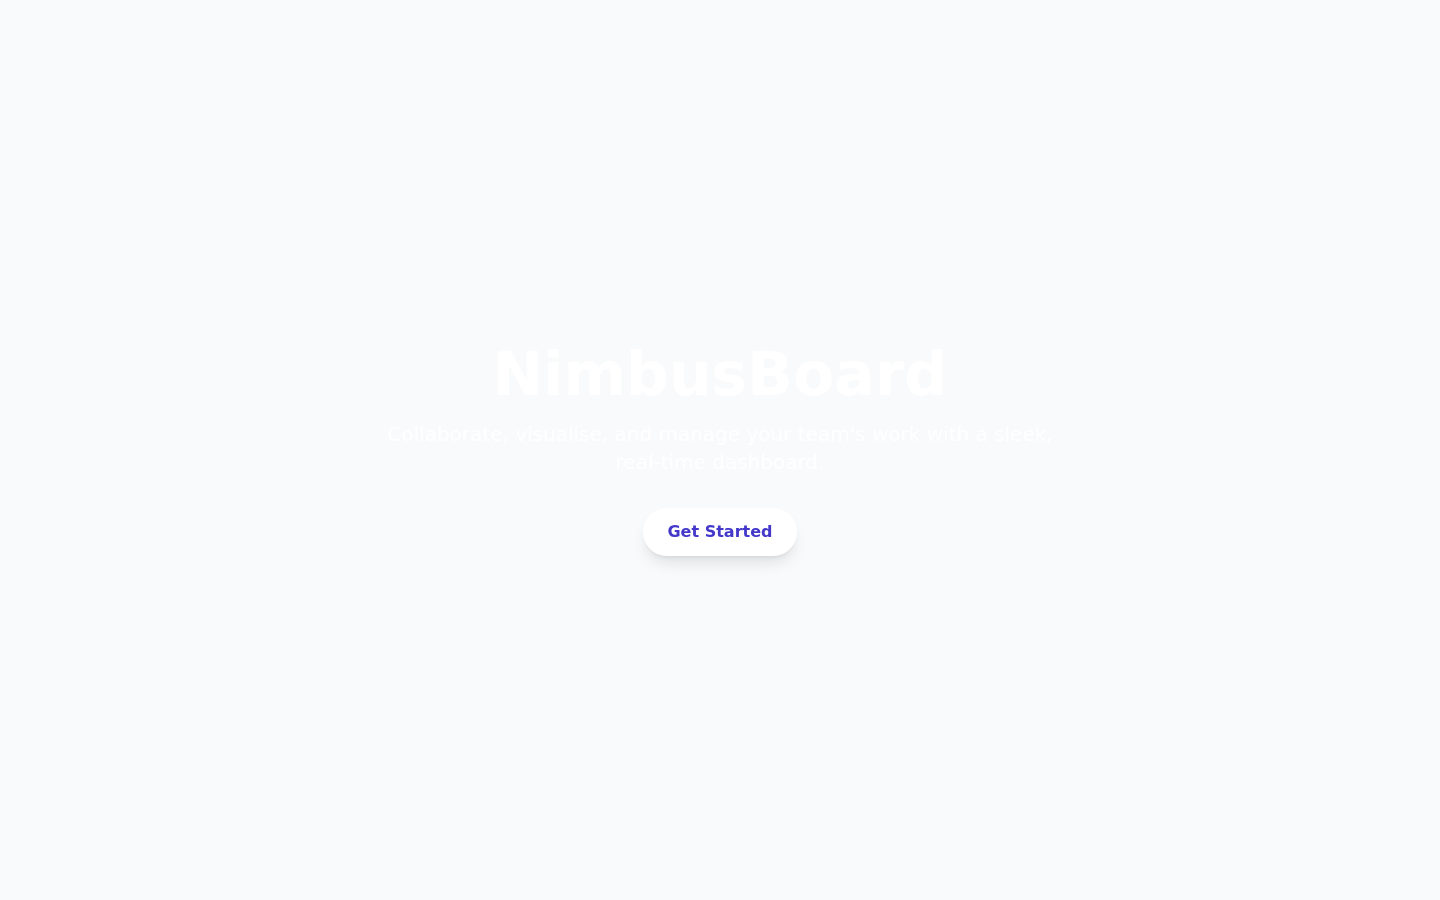 NimbusBoard
Collaborate, visualise, and manage your team's work with a sleek,
real-time dashboard.
Get Started